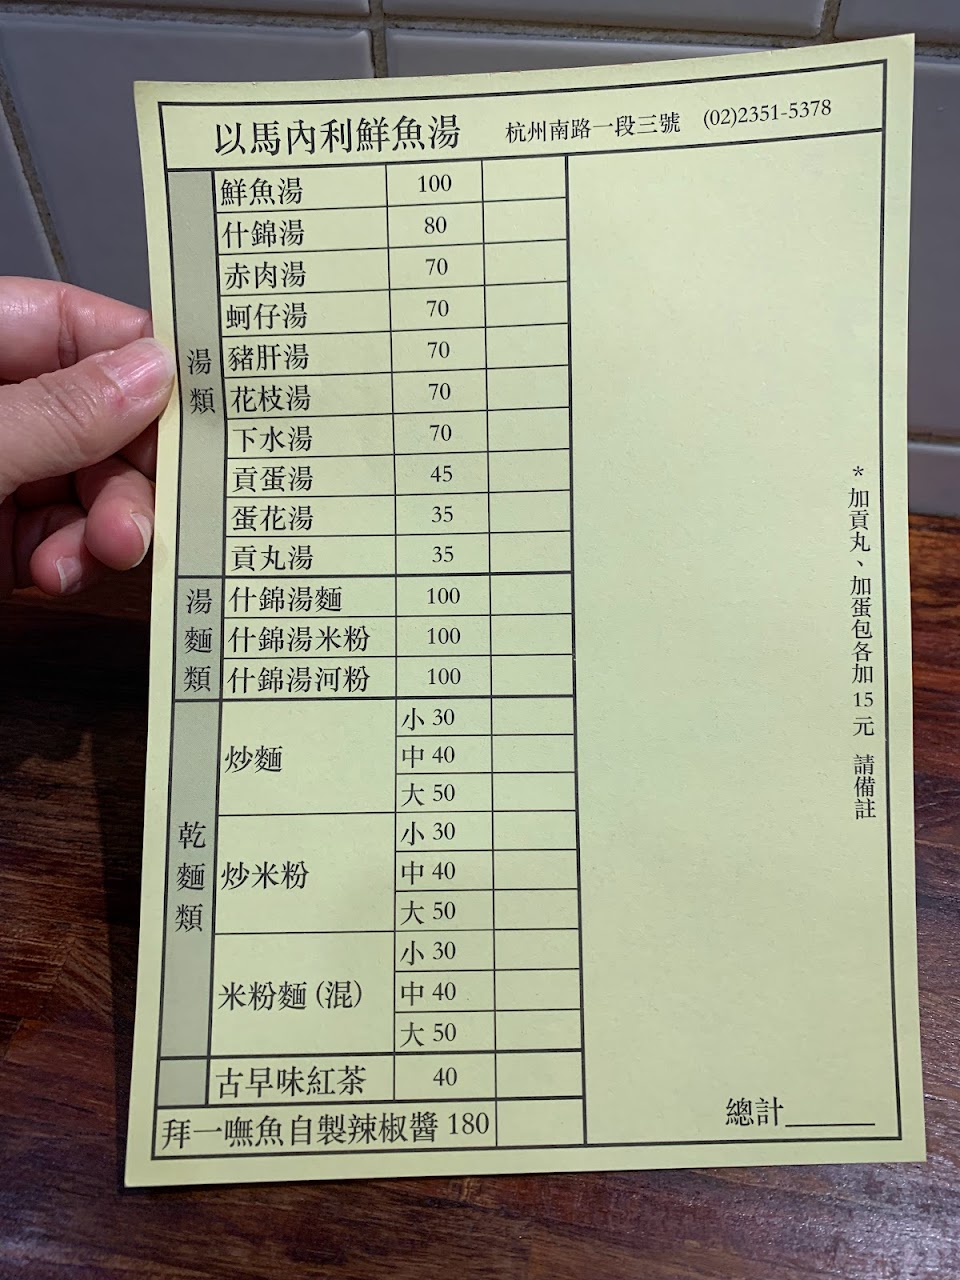 以馬內利鮮魚湯 杭州南路一段三號 (02)2351-5378
湯類
鮮魚湯 100
什錦湯 80
赤肉湯 70
蚵仔湯 70
豬肝湯 70
花枝湯 70
下水湯 70
貢蛋湯 45
蛋花湯 35
貢丸湯 35
湯麵類
什錦湯麵 100
什錦湯米粉 100
什錦湯河粉 100
乾麵類
炒麵
小 30
中 40
大 50
炒米粉
小 30
中 40
大 50
米粉麵 (混)
小 30
中 40
大 50
古早味紅茶 40
拜一嘸魚自製辣椒醬 180
*加貢丸、加蛋包各加15元 請備註
總計______